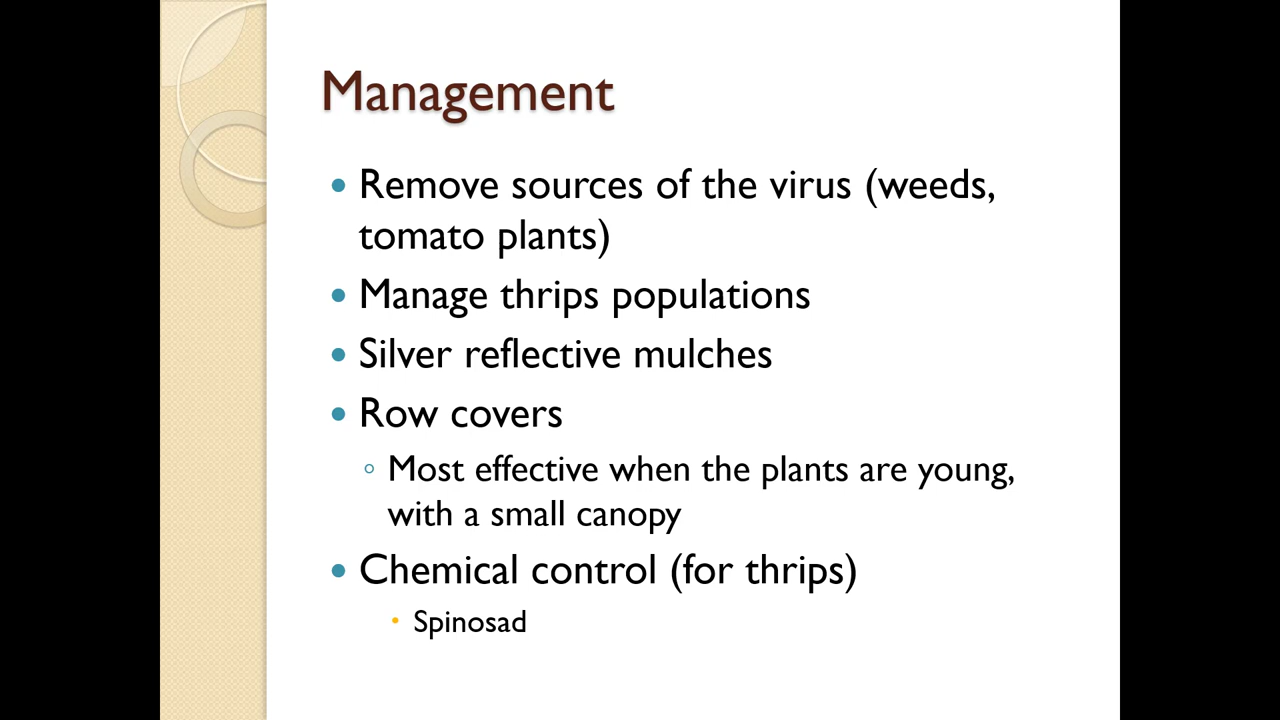 Management
• Remove sources of the virus (weeds,
tomato plants)
• Manage thrips populations
• Silver reflective mulches
• Row covers
◦ Most effective when the plants are young,
with a small canopy
• Chemical control (for thrips)
• Spinosad